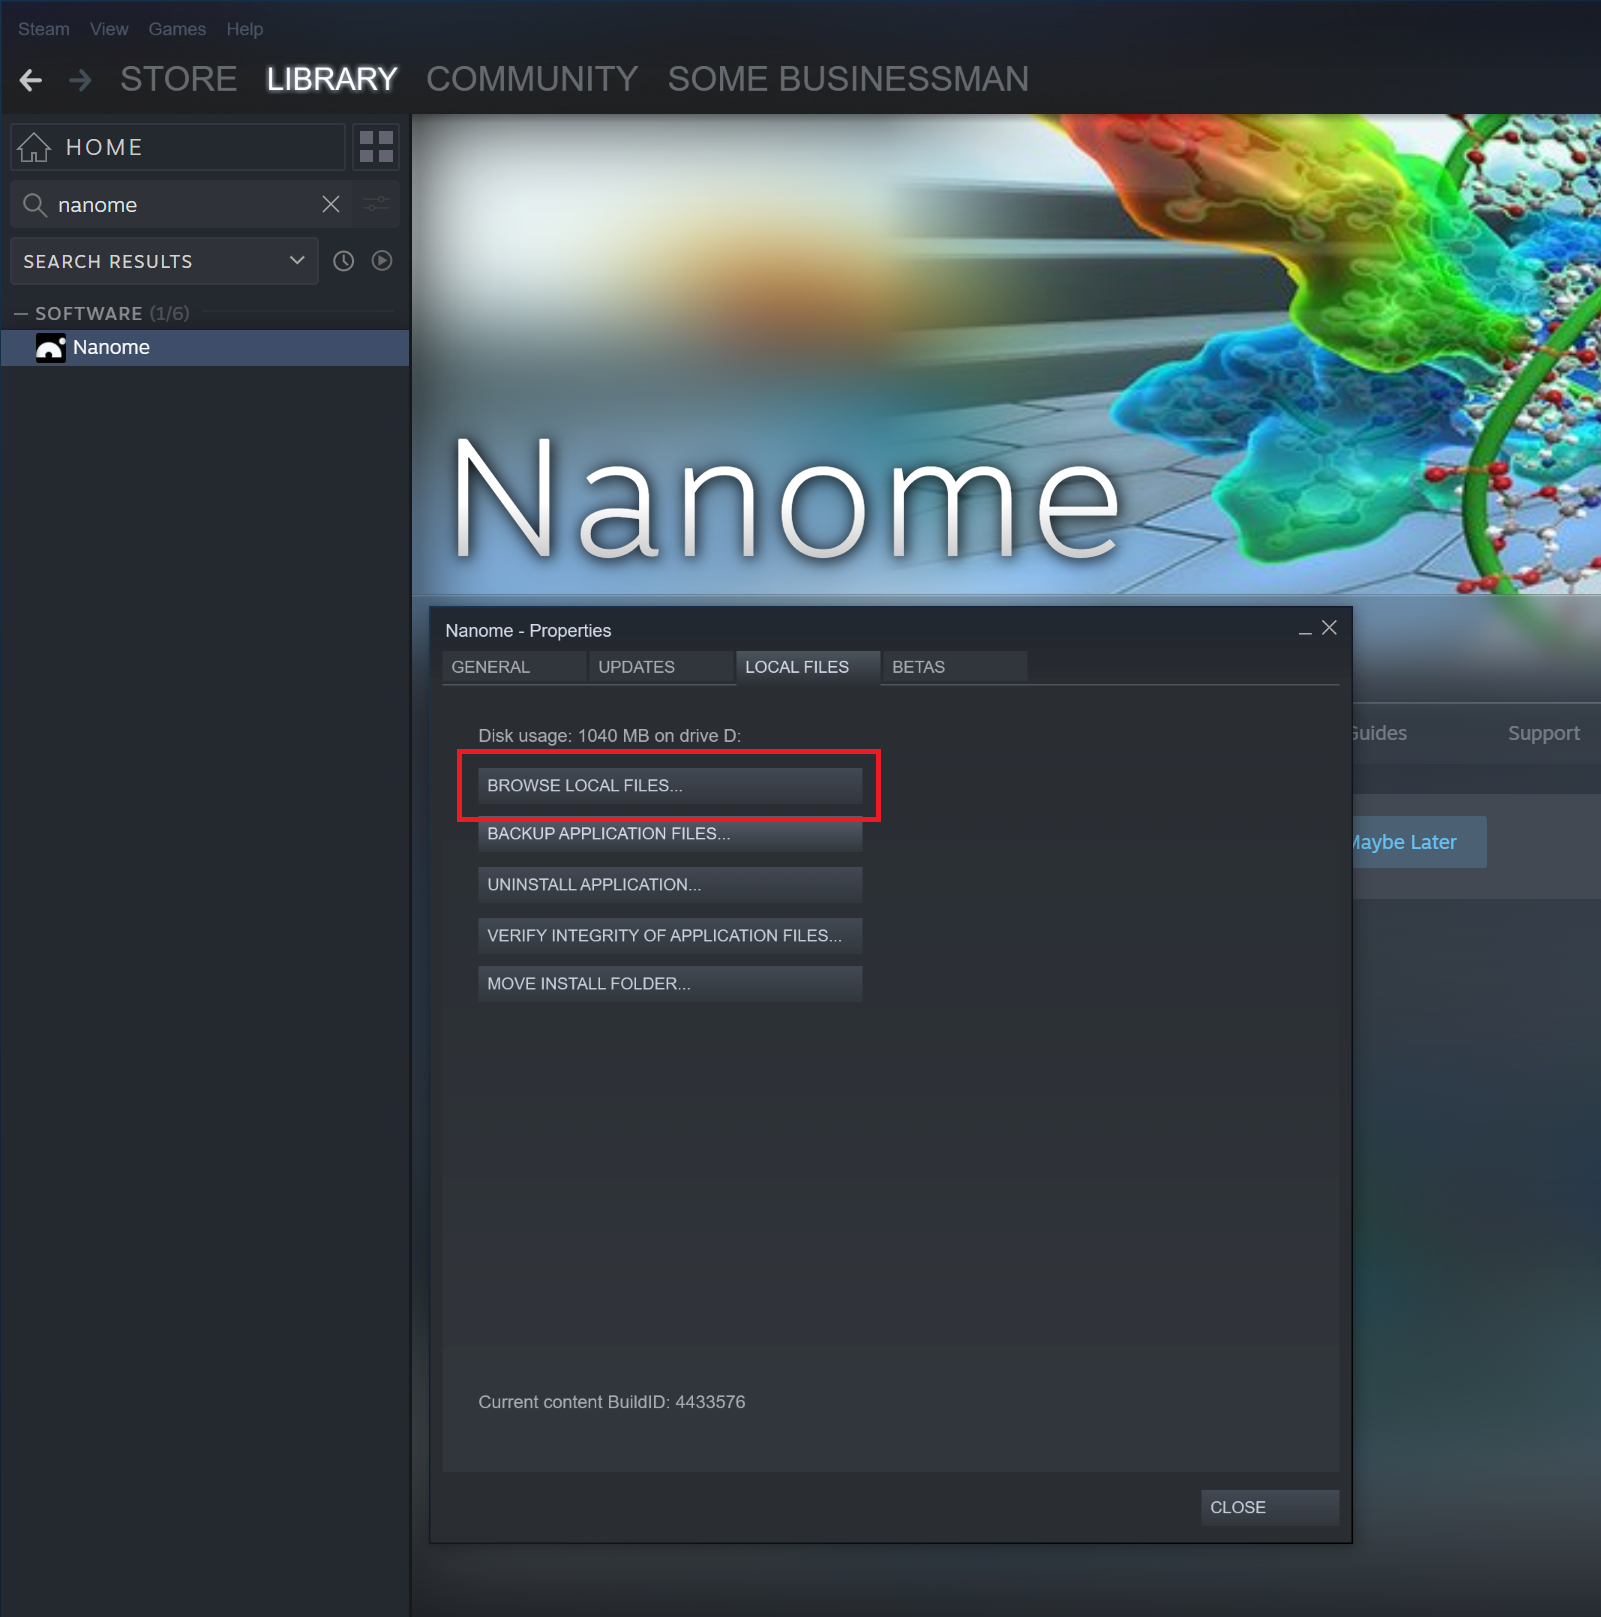 Steam View Games Help
STORE LIBRARY COMMUNITY SOME BUSINESSMAN
HOME
nanome
SEARCH RESULTS
— SOFTWARE (1/6)
Nanome
Nanome
Nanome - Properties
GENERAL UPDATES LOCAL FILES BETAS
Disk usage: 1040 MB on drive D:
Guides Support
BROWSE LOCAL FILES...
BACKUP APPLICATION FILES...
Maybe Later
UNINSTALL APPLICATION...
VERIFY INTEGRITY OF APPLICATION FILES...
MOVE INSTALL FOLDER...
Current content BuildID: 4433576
CLOSE